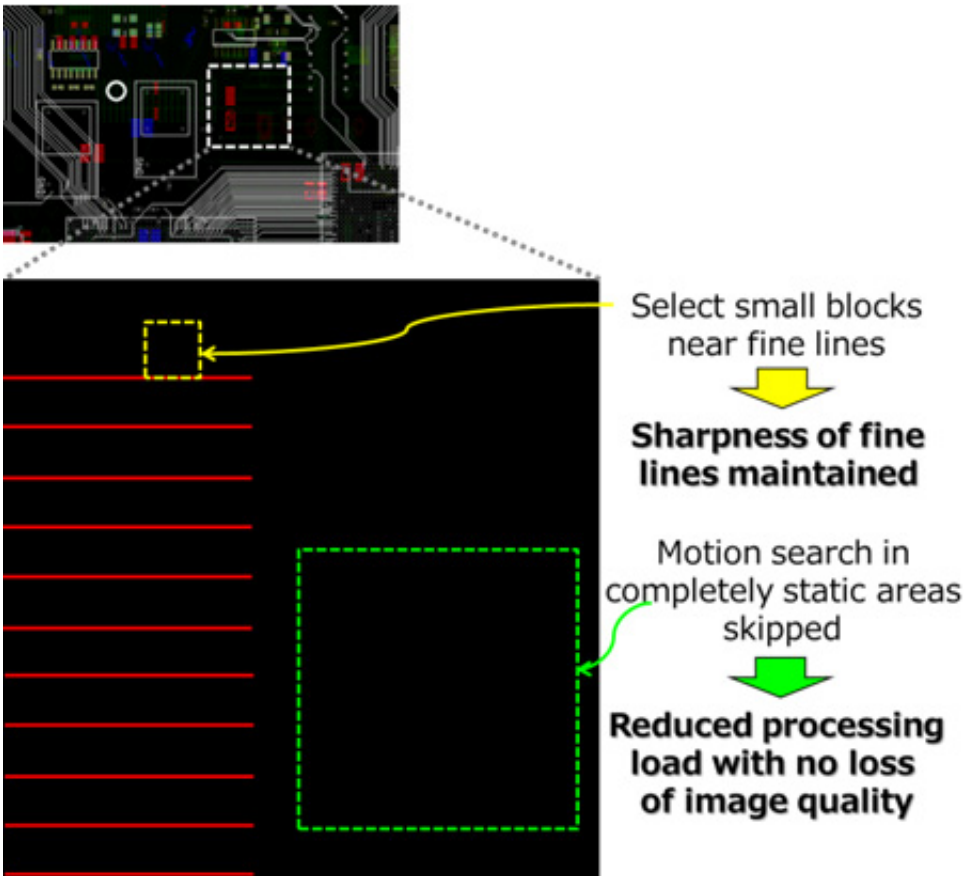 Select small blocks
near fine lines
Sharpness of fine
lines maintained
Motion search in
completely static areas
skipped
Reduced processing
load with no loss
of image quality